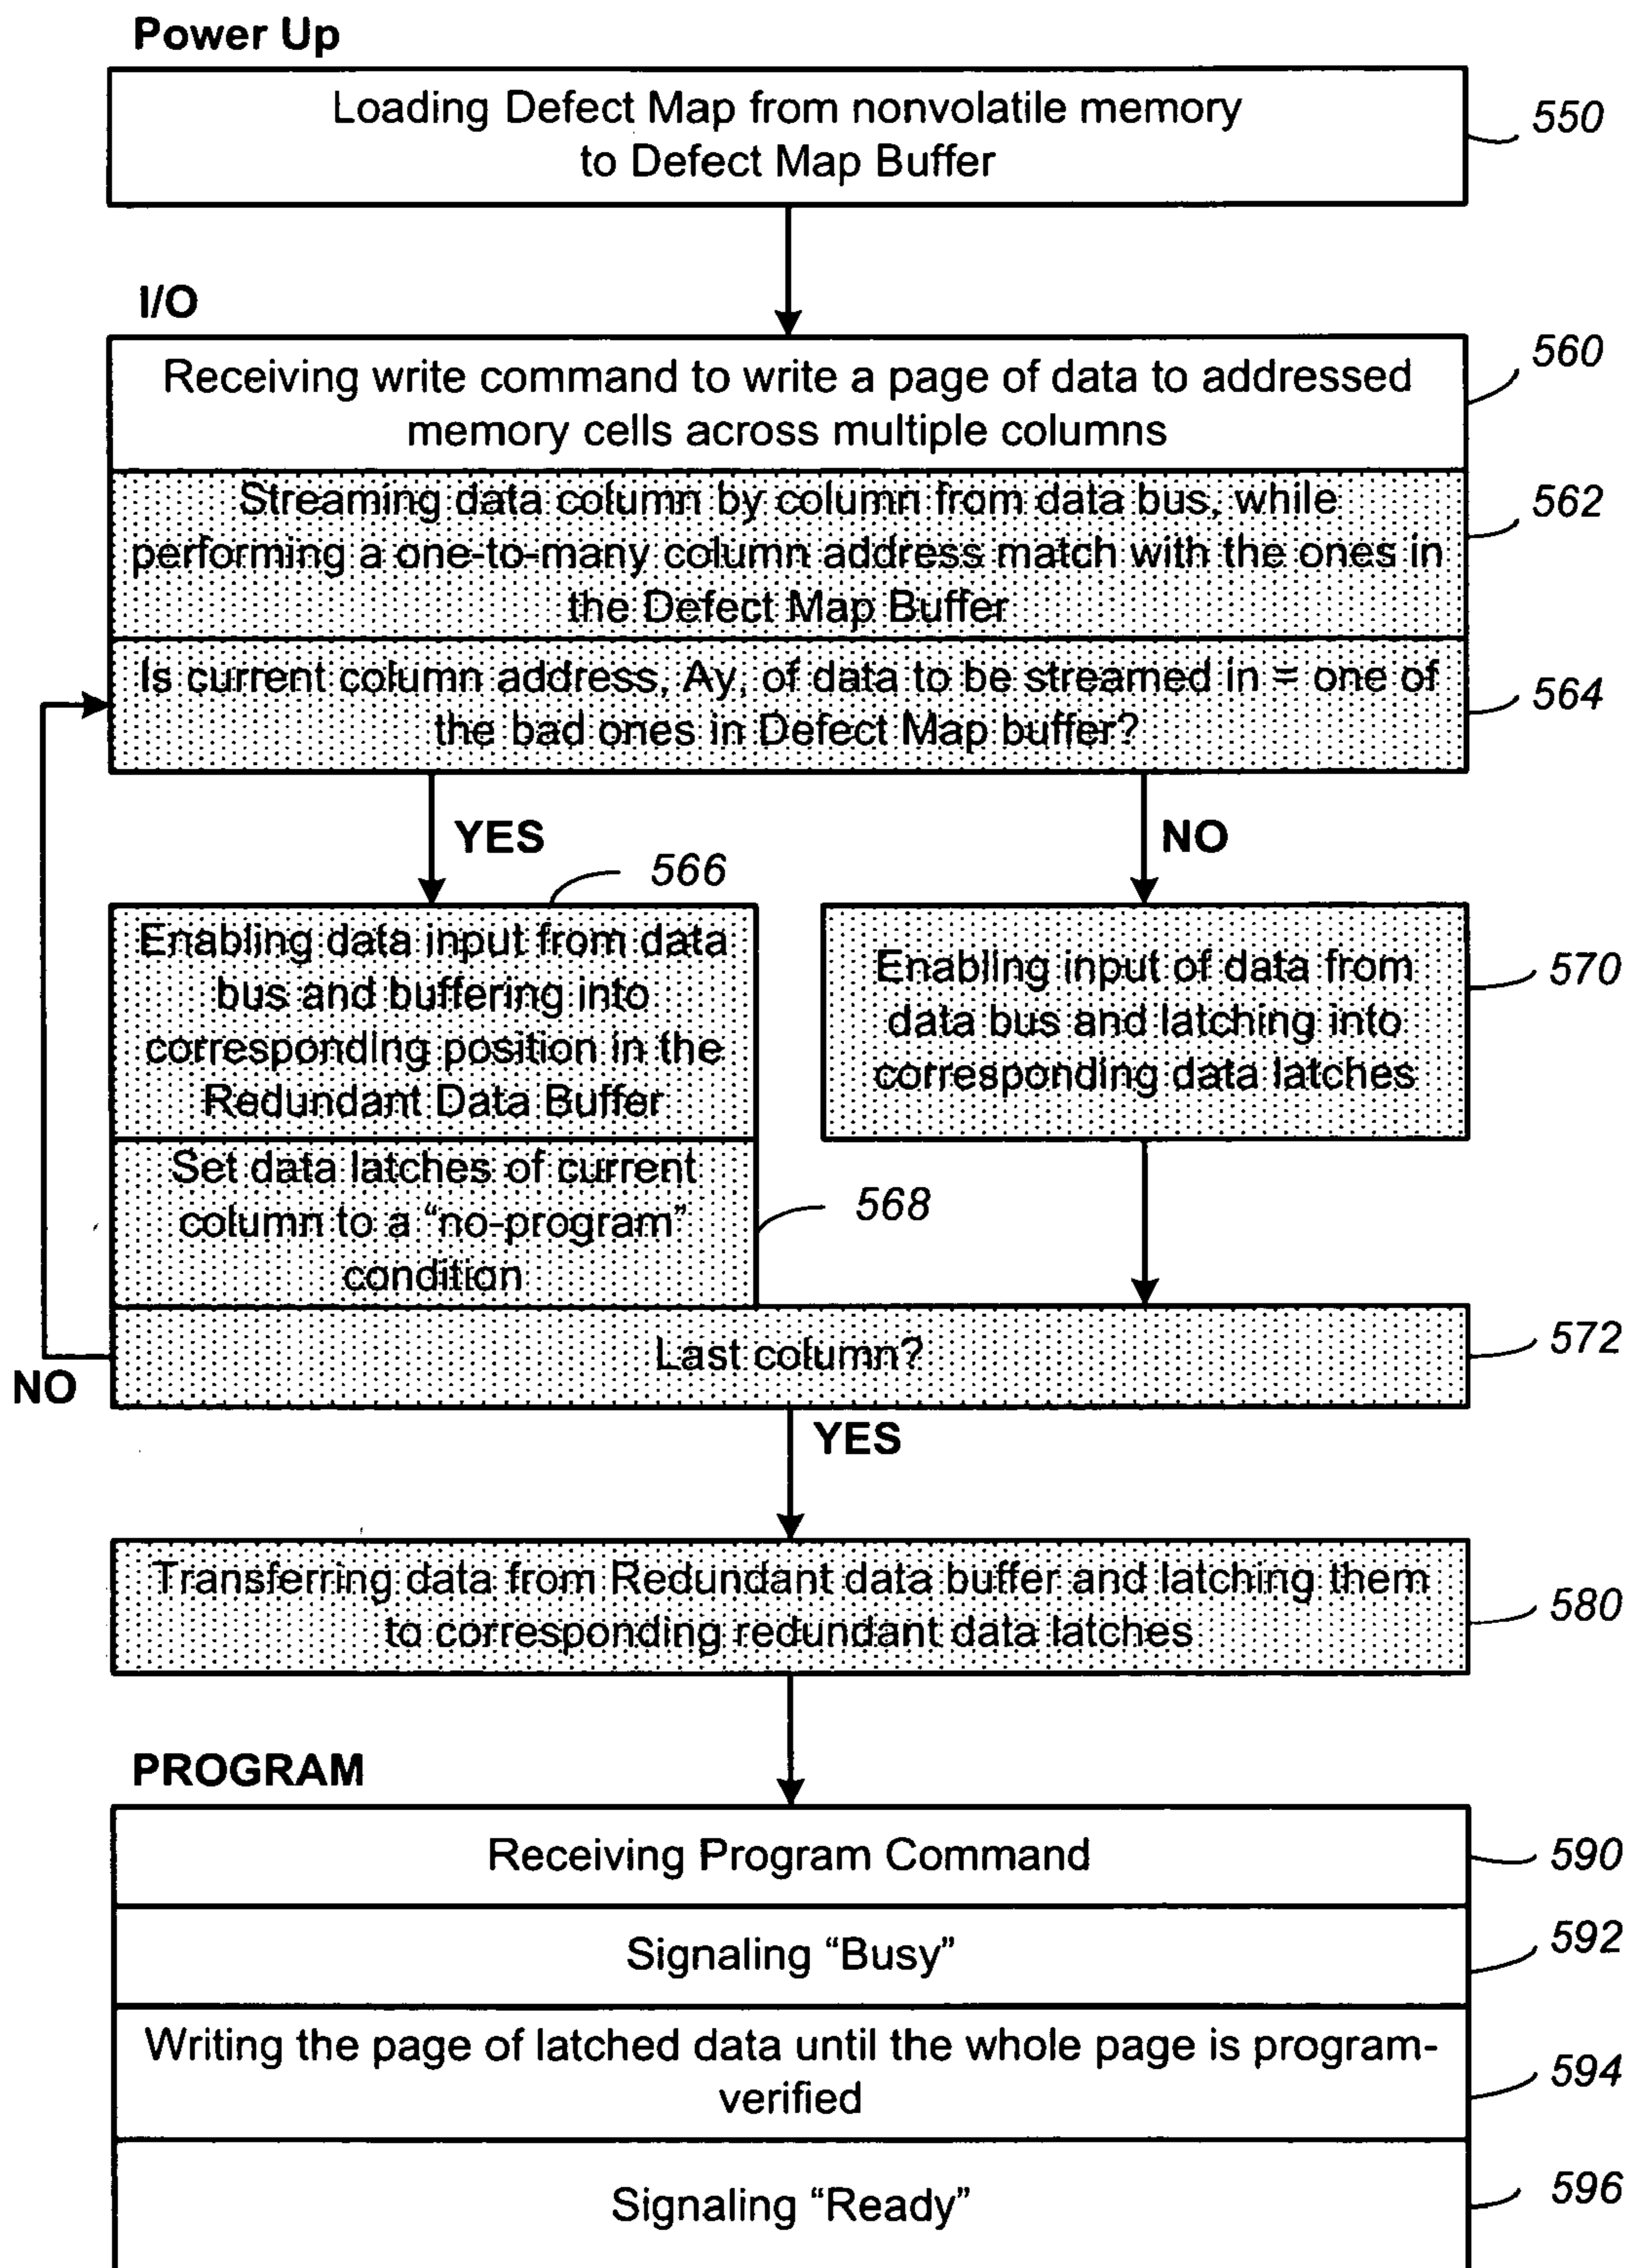 Power Up
Loading Defect Map from nonvolatile memory
to Defect Map Buffer
550
I/O
Receiving write command to write a page of data to addressed
memory cells across multiple columns
560
Streaming data column by column from data bus, while
performing a one-to-many column address match with the ones in
the Defect Map Buffer
562
Is current column address, Ay, of data to be streamed in = one of
the bad ones in Defect Map buffer?
564
YES
NO
566
Enabling data input from data
bus and buffering into
corresponding position in the
Redundant Data Buffer
Enabling input of data from
data bus and latching into
corresponding data latches
570
Set data latches of current
column to a “no-program”
condition
568
Last column?
572
NO
YES
Transferring data from Redundant data buffer and latching them
to corresponding redundant data latches
580
PROGRAM
Receiving Program Command
590
Signaling “Busy”
592
Writing the page of latched data until the whole page is program-
verified
594
Signaling “Ready”
596